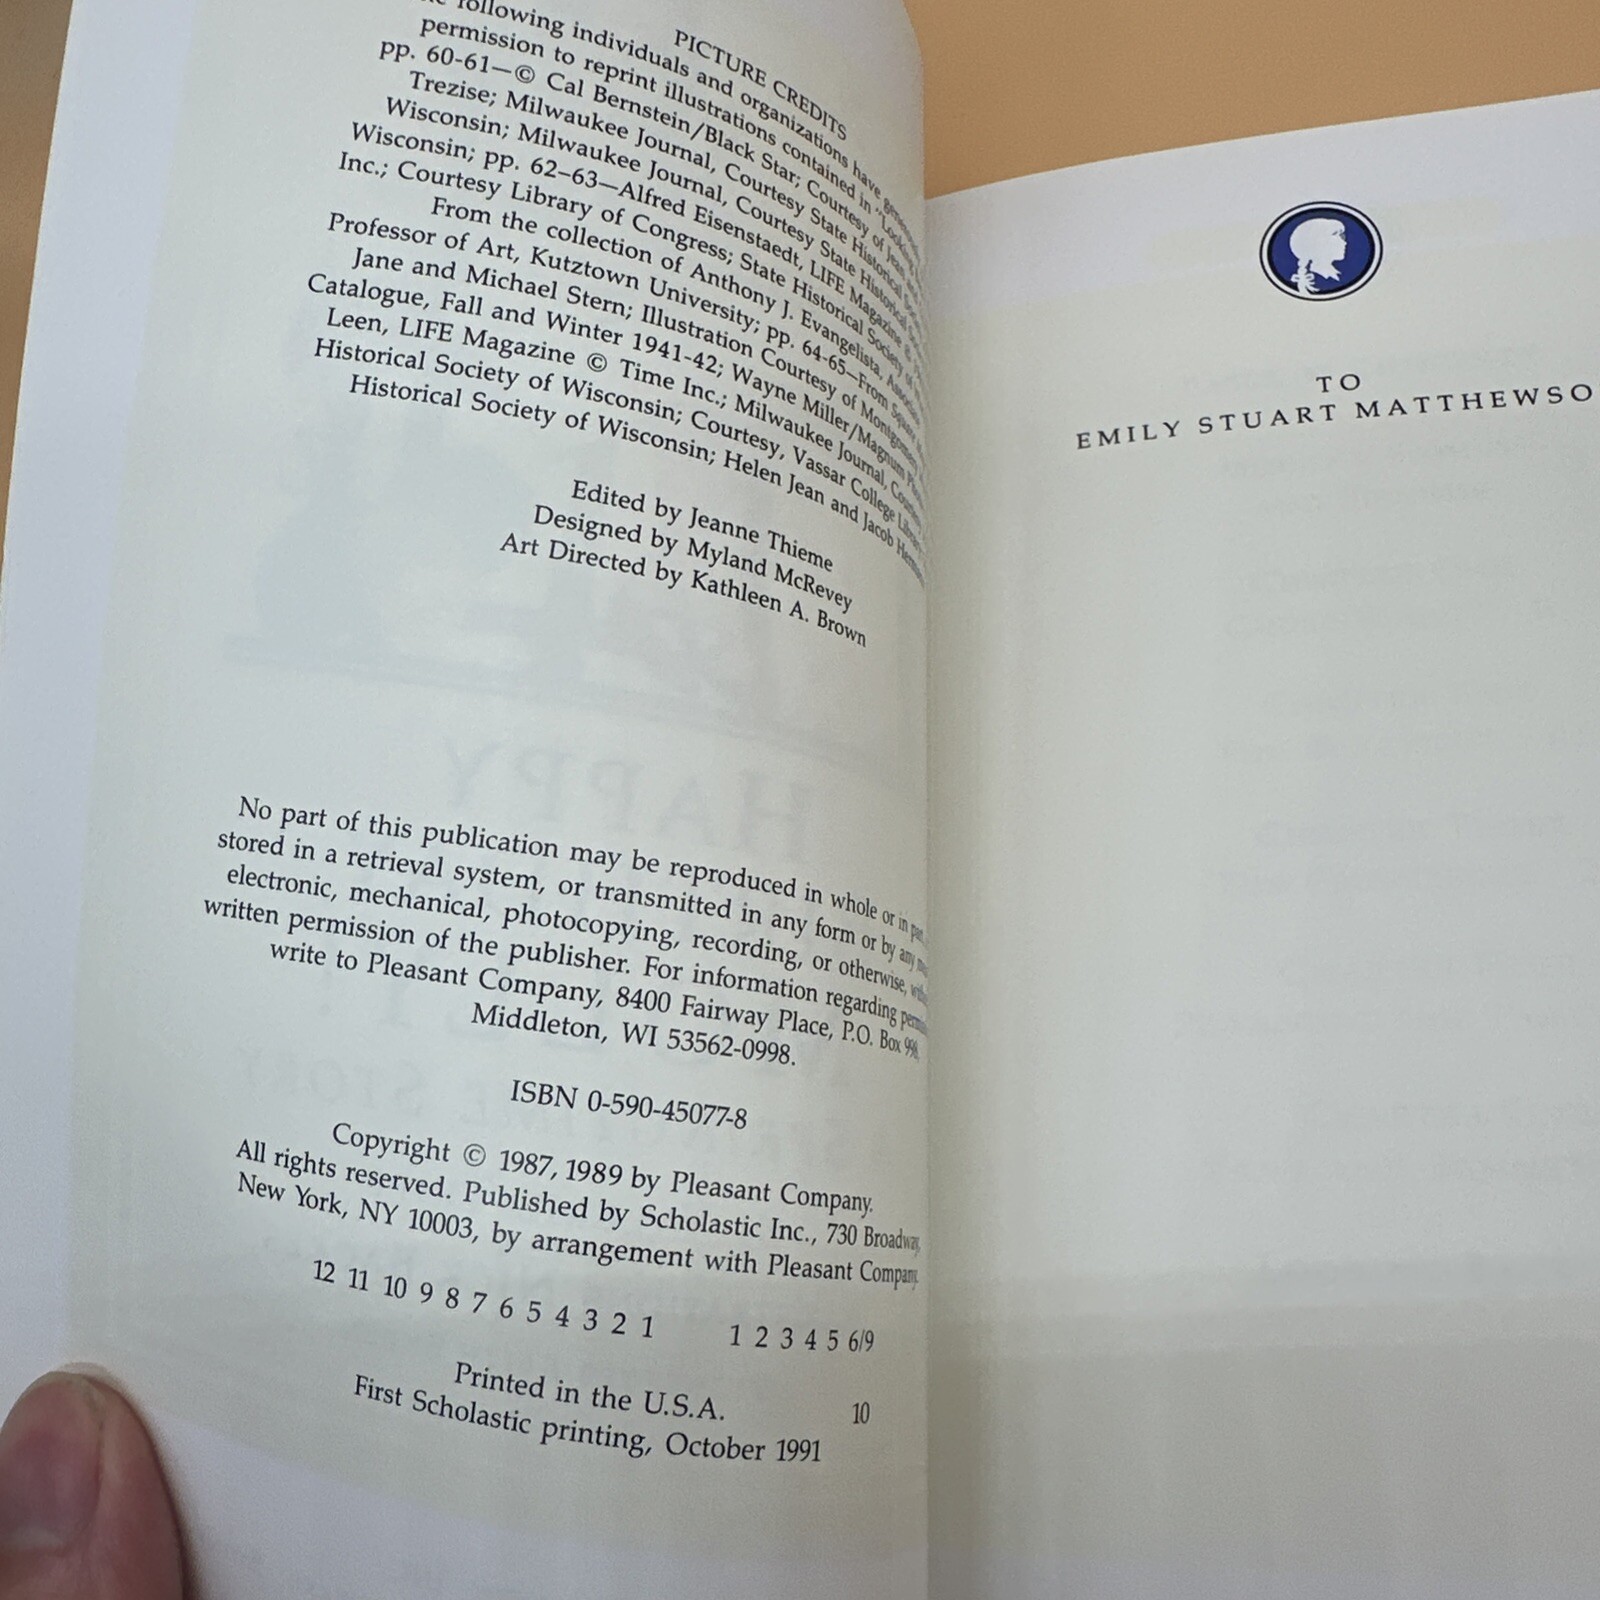 PICTURE CREDITS
following individuals and organizations have
permission to reprint illustrations contained in "Looking
pp. 60-61—© Cal Bernstein/Black Star; Courtesy of Jean and
Trezise; Milwaukee Journal, Courtesy State Historical
Wisconsin; Milwaukee Journal, Courtesy State Historical
Wisconsin; pp. 62-63—Alfred Eisenstaedt, LIFE Magazine ©
Inc.; Courtesy Library of Congress; State Historical Society of
From the collection of Anthony J. Evangelista, Associate
Professor of Art, Kutztown University; pp. 64-65—From Square
Jane and Michael Stern; Illustration Courtesy of Montgomery
Catalogue, Fall and Winter 1941-42; Wayne Miller/Magnum
Leen, LIFE Magazine © Time Inc.; Milwaukee Journal, Courtesy
Historical Society of Wisconsin; Courtesy, Vassar College Library
Historical Society of Wisconsin; Helen Jean and Jacob
Edited by Jeanne Thieme
Designed by Myland McRevey
Art Directed by Kathleen A. Brown
No part of this publication may be reproduced in whole or in
stored in a retrieval system, or transmitted in any form or by any
electronic, mechanical, photocopying, recording, or otherwise,
written permission of the publisher. For information regarding
write to Pleasant Company, 8400 Fairway Place, P.O. Box 998,
Middleton, WI 53562-0998.
ISBN 0-590-45077-8
Copyright © 1987, 1989 by Pleasant Company.
All rights reserved. Published by Scholastic Inc., 730 Broadway,
New York, NY 10003, by arrangement with Pleasant Company.
12 11 10 9 8 7 6 5 4 3 2 1 1 2 3 4 5 6/9
Printed in the U.S.A. 10
First Scholastic printing, October 1991
TO
EMILY STUART MATTHEWSO